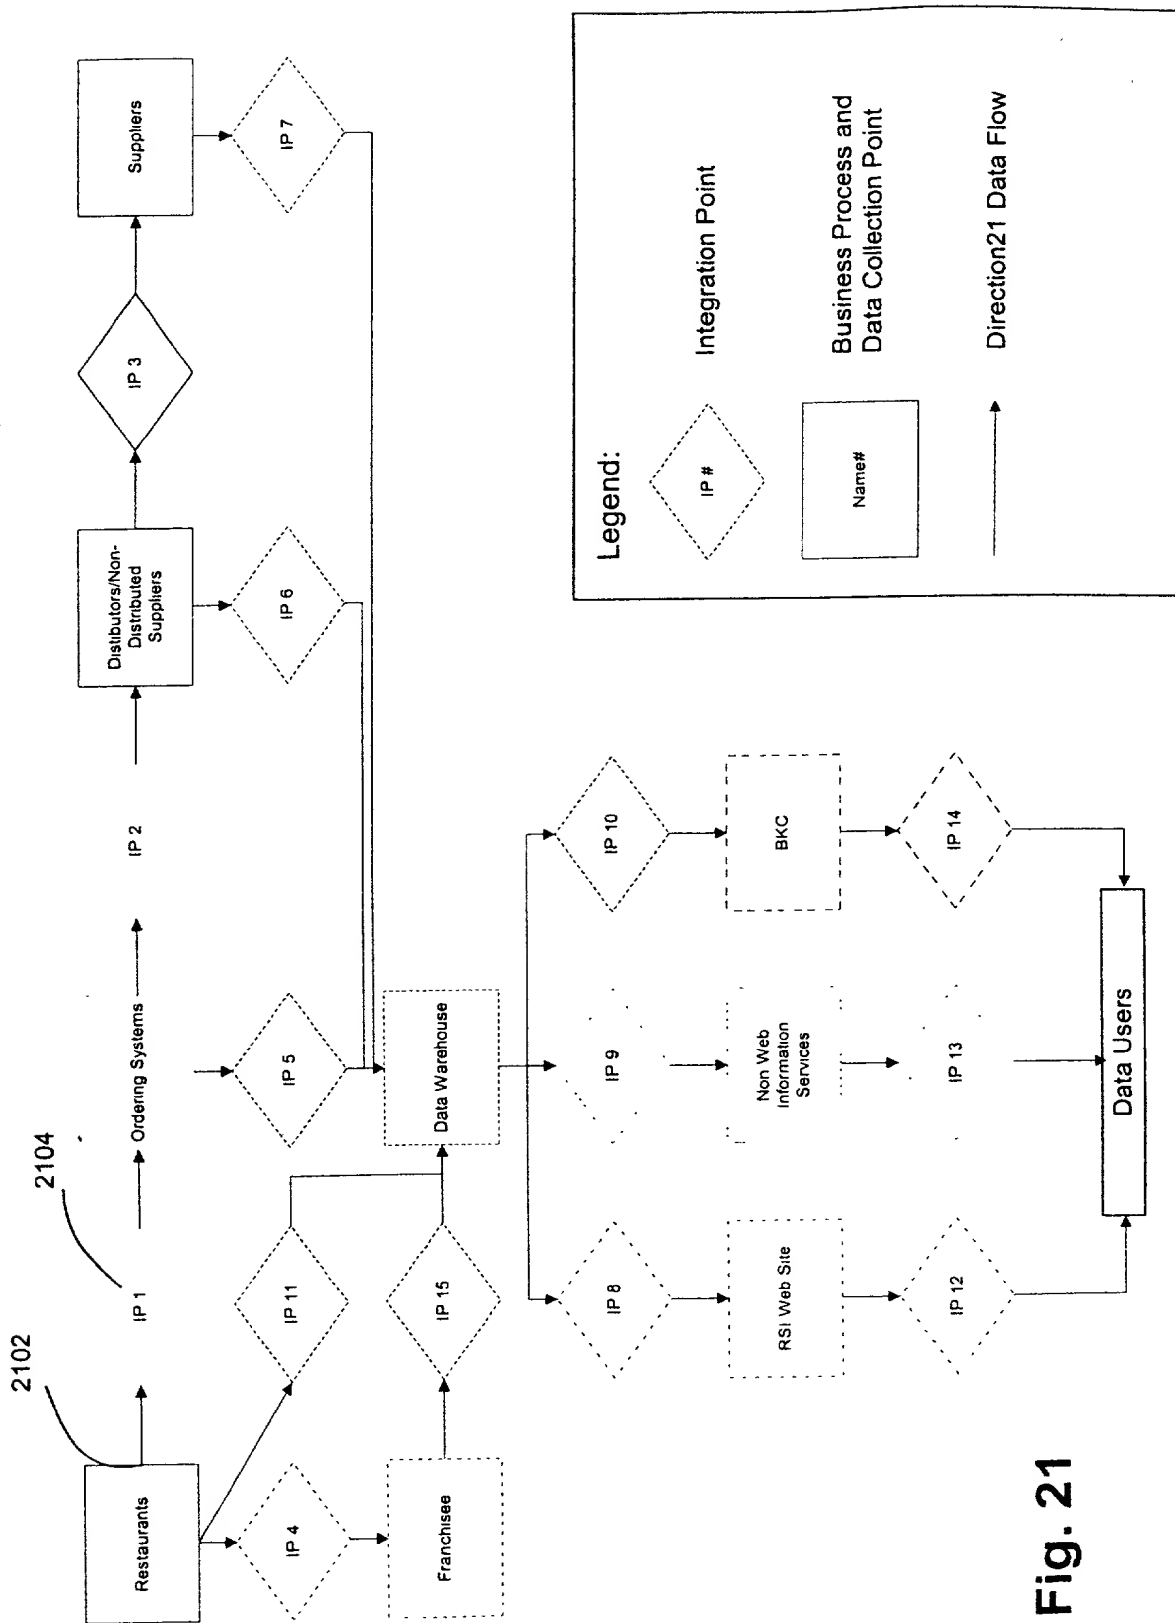 2102
2104
Restaurants
IP 1
Ordering Systems
IP 2
Distibutors/Non-
Distributed
Suppliers
IP 3
Suppliers
IP 4
IP 11
IP 5
IP 6
IP 7
Franchisee
IP 15
Data Warehouse
IP 8
IP 9
IP 10
RSI Web Site
Non Web
Information
Services
BKC
IP 12
IP 13
IP 14
Data Users
Legend:
IP #
Integration Point
Name#
Business Process and
Data Collection Point
Direction21 Data Flow
Fig. 21